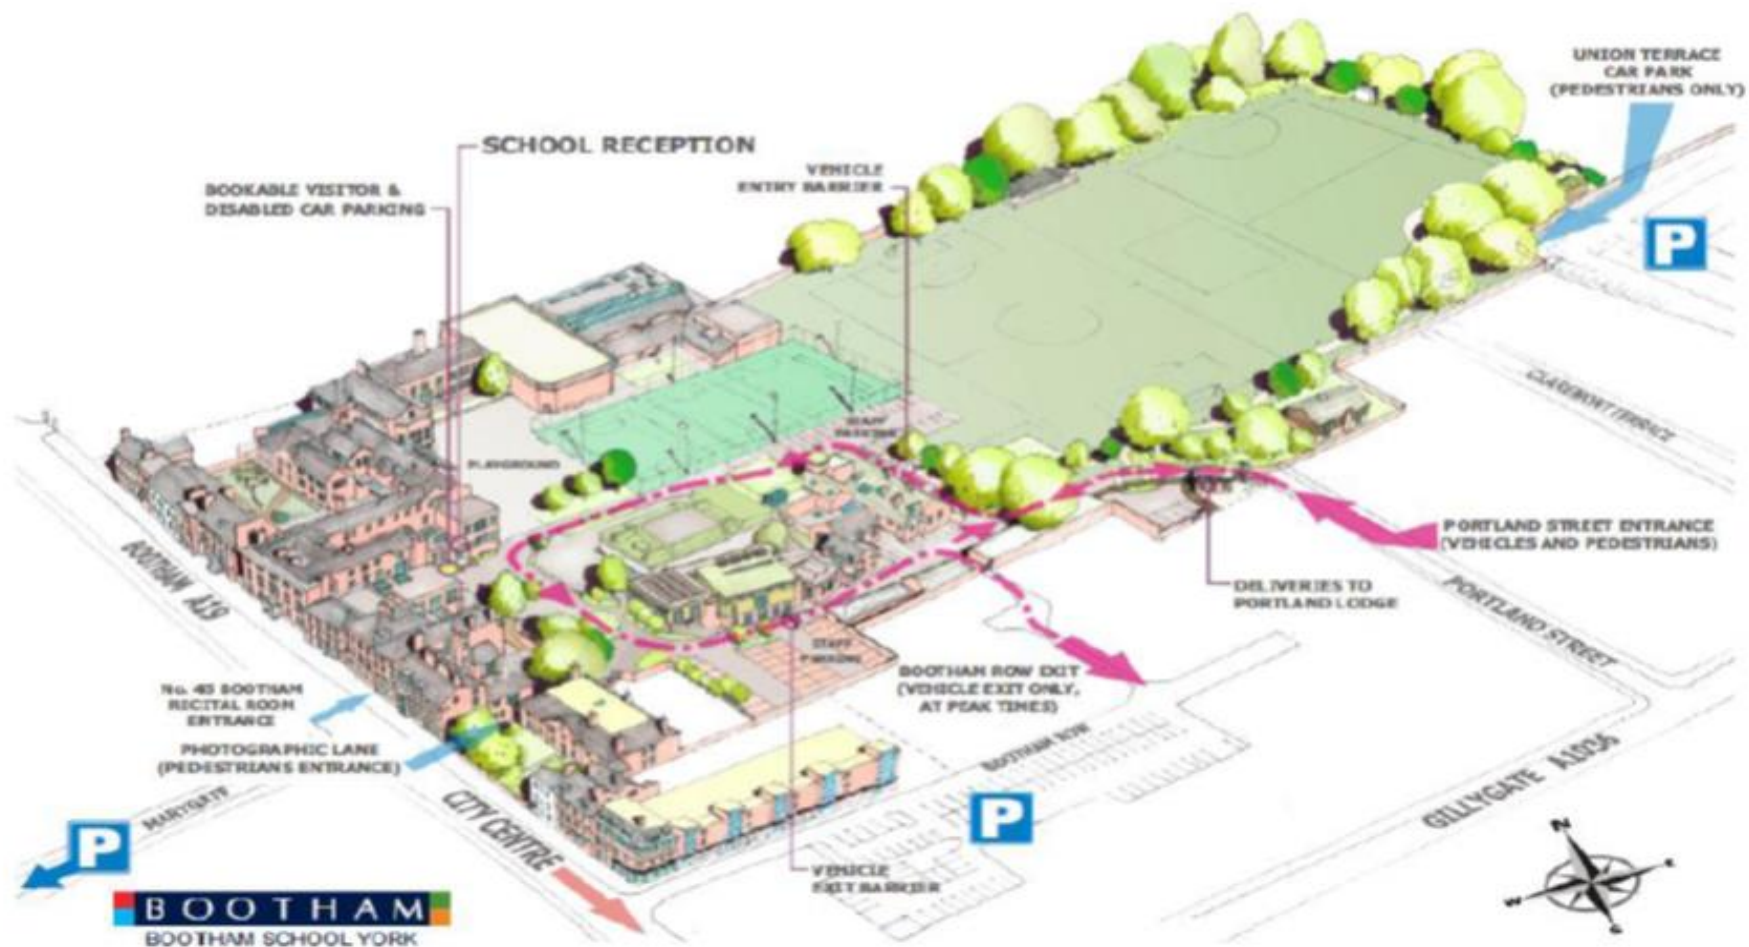 UNION TERRACE
CAR PARK
(PEDESTRIANS ONLY)
SCHOOL RECEPTION
VEHICLE
ENTRY BARRIER
BOOKABLE VISITOR &
DISABLED CAR PARKING
P
CLAREMONT TERRACE
STAFF
PARKING
PLAYGROUND
PORTLAND STREET ENTRANCE
(VEHICLES AND PEDESTRIANS)
BOOTHAM A19
DELIVERIES TO
PORTLAND LODGE
PORTLAND STREET
STAFF
PARKING
BOOTHAM ROW EXIT
(VEHICLE EXIT ONLY,
AT PEAK TIMES)
BOOTHAM
RECITAL ROOM
ENTRANCE
PHOTOGRAPHIC LANE
(PEDESTRIANS ENTRANCE)
BOOTHAM ROW
GILLYGATE A1036
MARYGATE
CITY CENTRE
P
P
VEHICLE
EXIT BARRIER
N
E
S
W
BOOTHAM
BOOTHAM SCHOOL YORK